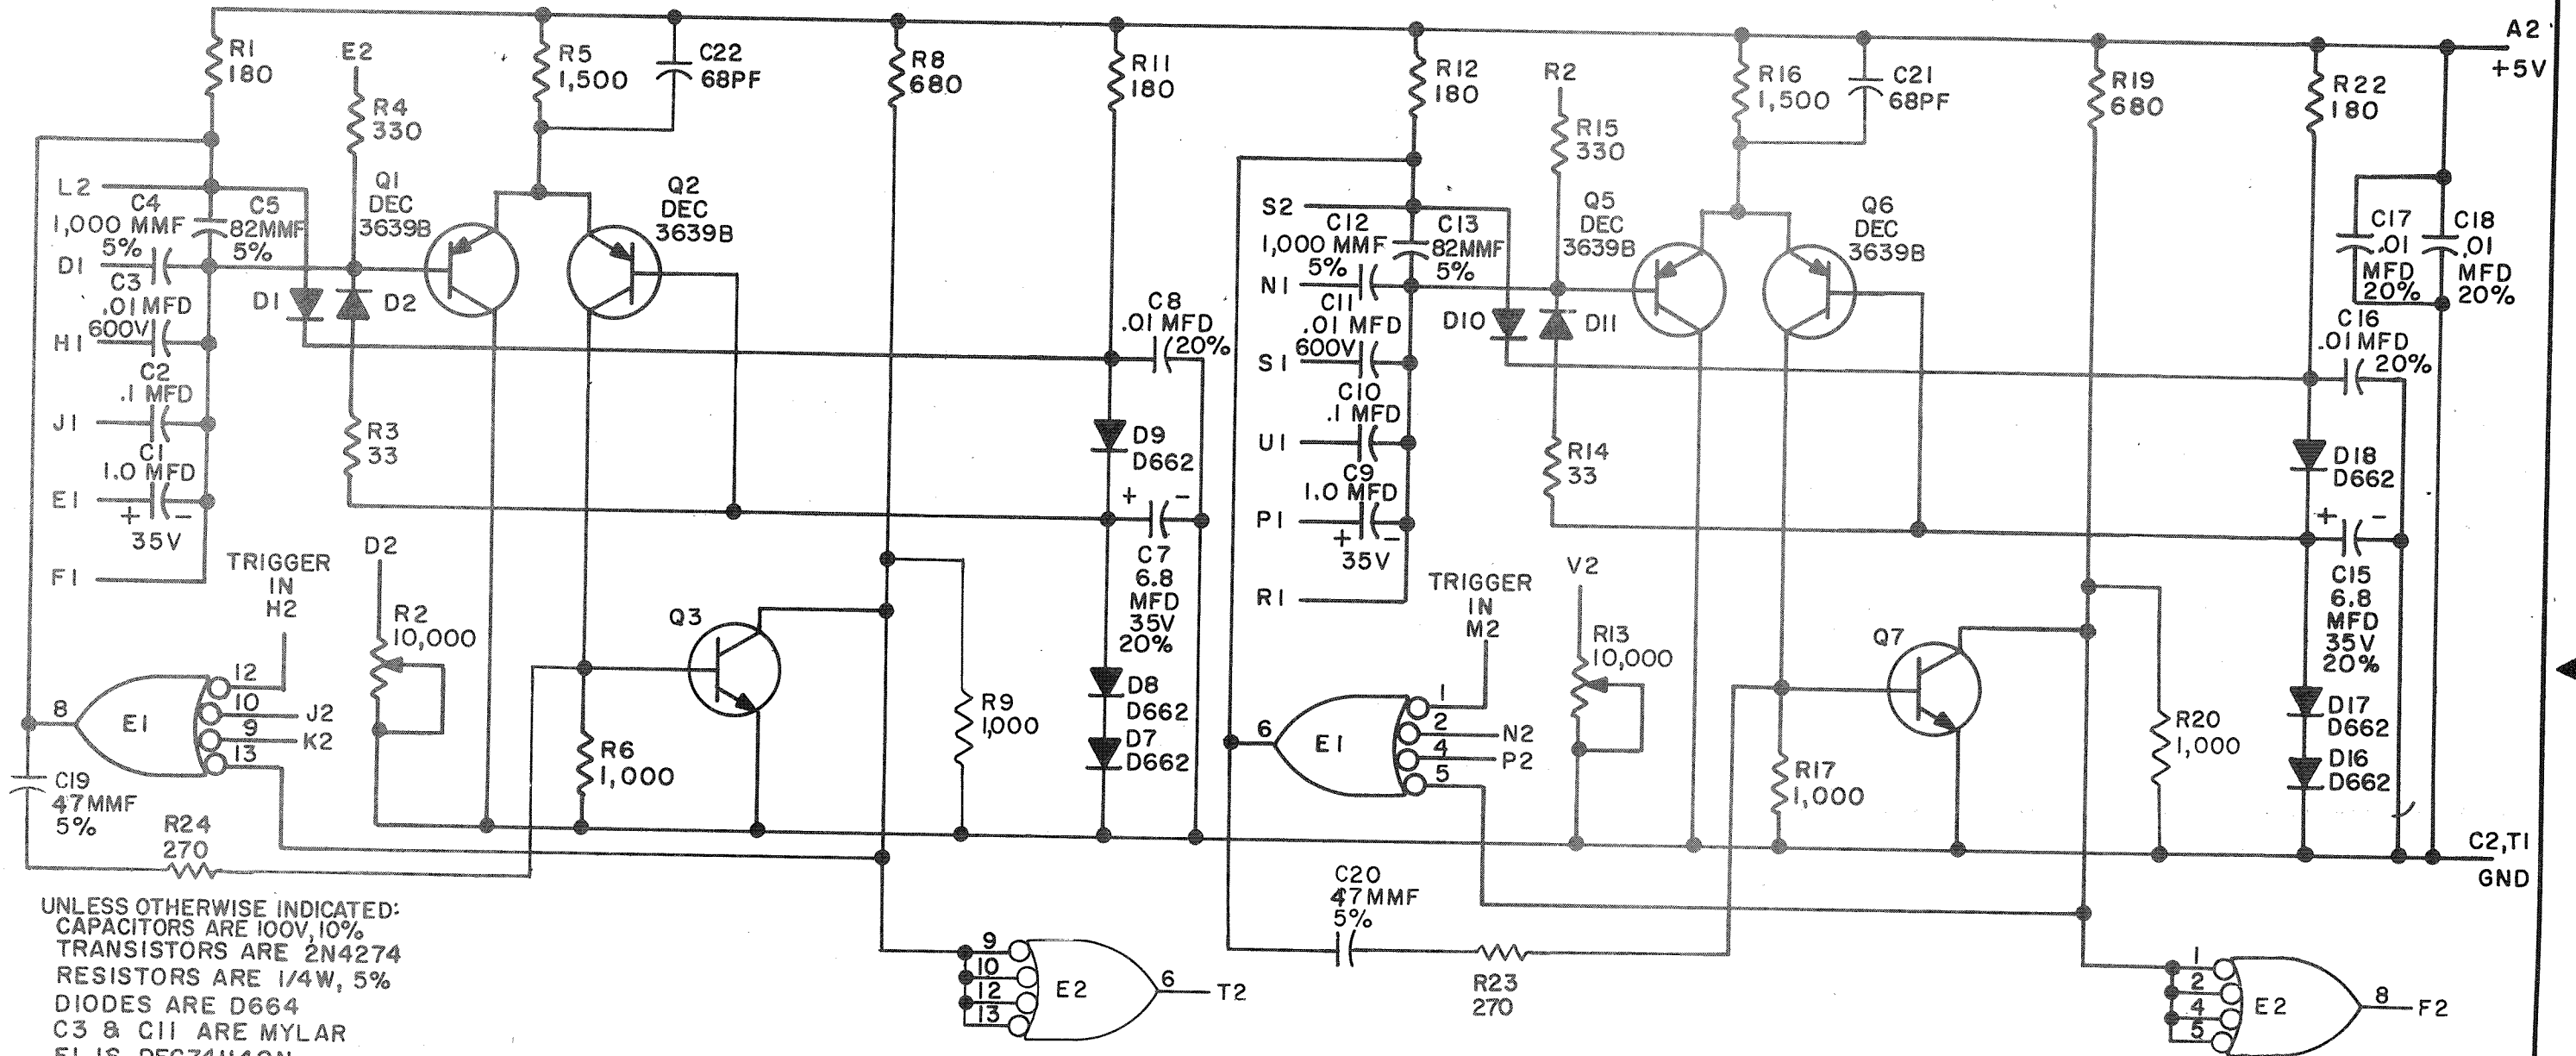 A2
+5V
R1
180
E2
R4
330
R5
1,500
C22
68PF
R8
680
R11
180
R12
180
R2
R15
330
R16
1,500
C21
68PF
R19
680
R22
180
L2
C4
1,000 MMF
5%
C5
82MMF
5%
Q1
DEC
3639B
Q2
DEC
3639B
D1
C3
.01MFD
600V
D1
D2
H1
C2
.1 MFD
J1
C1
1.0 MFD
E1
+ -
35V
F1
R3
33
C8
.01 MFD
20%
D9
D662
+ -
C7
6.8
MFD
35V
20%
D8
D662
D7
D662
TRIGGER
IN
H2
D2
R2
10,000
Q3
R9
1,000
R6
1,000
8
E1
12
10
J2
9
K2
13
C19
47MMF
5%
R24
270
S2
C12
1,000 MMF
5%
C13
82MMF
5%
Q5
DEC
3639B
Q6
DEC
3639B
N1
C11
.01 MFD
600V
D10
D11
S1
C10
.1 MFD
U1
C9
1.0 MFD
P1
+ -
35V
R1
R14
33
C17
.01
MFD
20%
C18
.01
MFD
20%
C16
.01MFD
20%
D18
D662
+ -
C15
6.8
MFD
35V
20%
D17
D662
D16
D662
TRIGGER
IN
M2
V2
R13
10,000
Q7
R20
1,000
R17
1,000
6
E1
1
2
N2
4
P2
5
C20
47MMF
5%
R23
270
C2,T1
GND
9
10
12
13
E2
6
T2
1
2
4
5
E2
8
F2
UNLESS OTHERWISE INDICATED:
CAPACITORS ARE 100V, 10%
TRANSISTORS ARE 2N4274
RESISTORS ARE 1/4W, 5%
DIODES ARE D664
C3 & C11 ARE MYLAR
E1 IS DEC74H40N